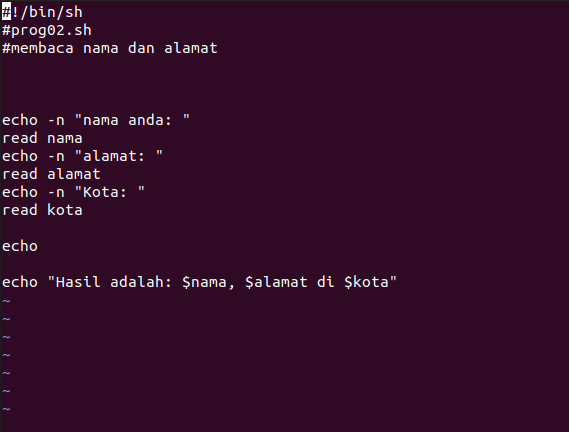 #!/bin/sh
#prog02.sh
#membaca nama dan alamat
echo -n "nama anda: "
read nama
echo -n "alamat: "
read alamat
echo -n "Kota: "
read kota
echo
echo "Hasil adalah: $nama, $alamat di $kota"
~
~
~
~
~
~
~